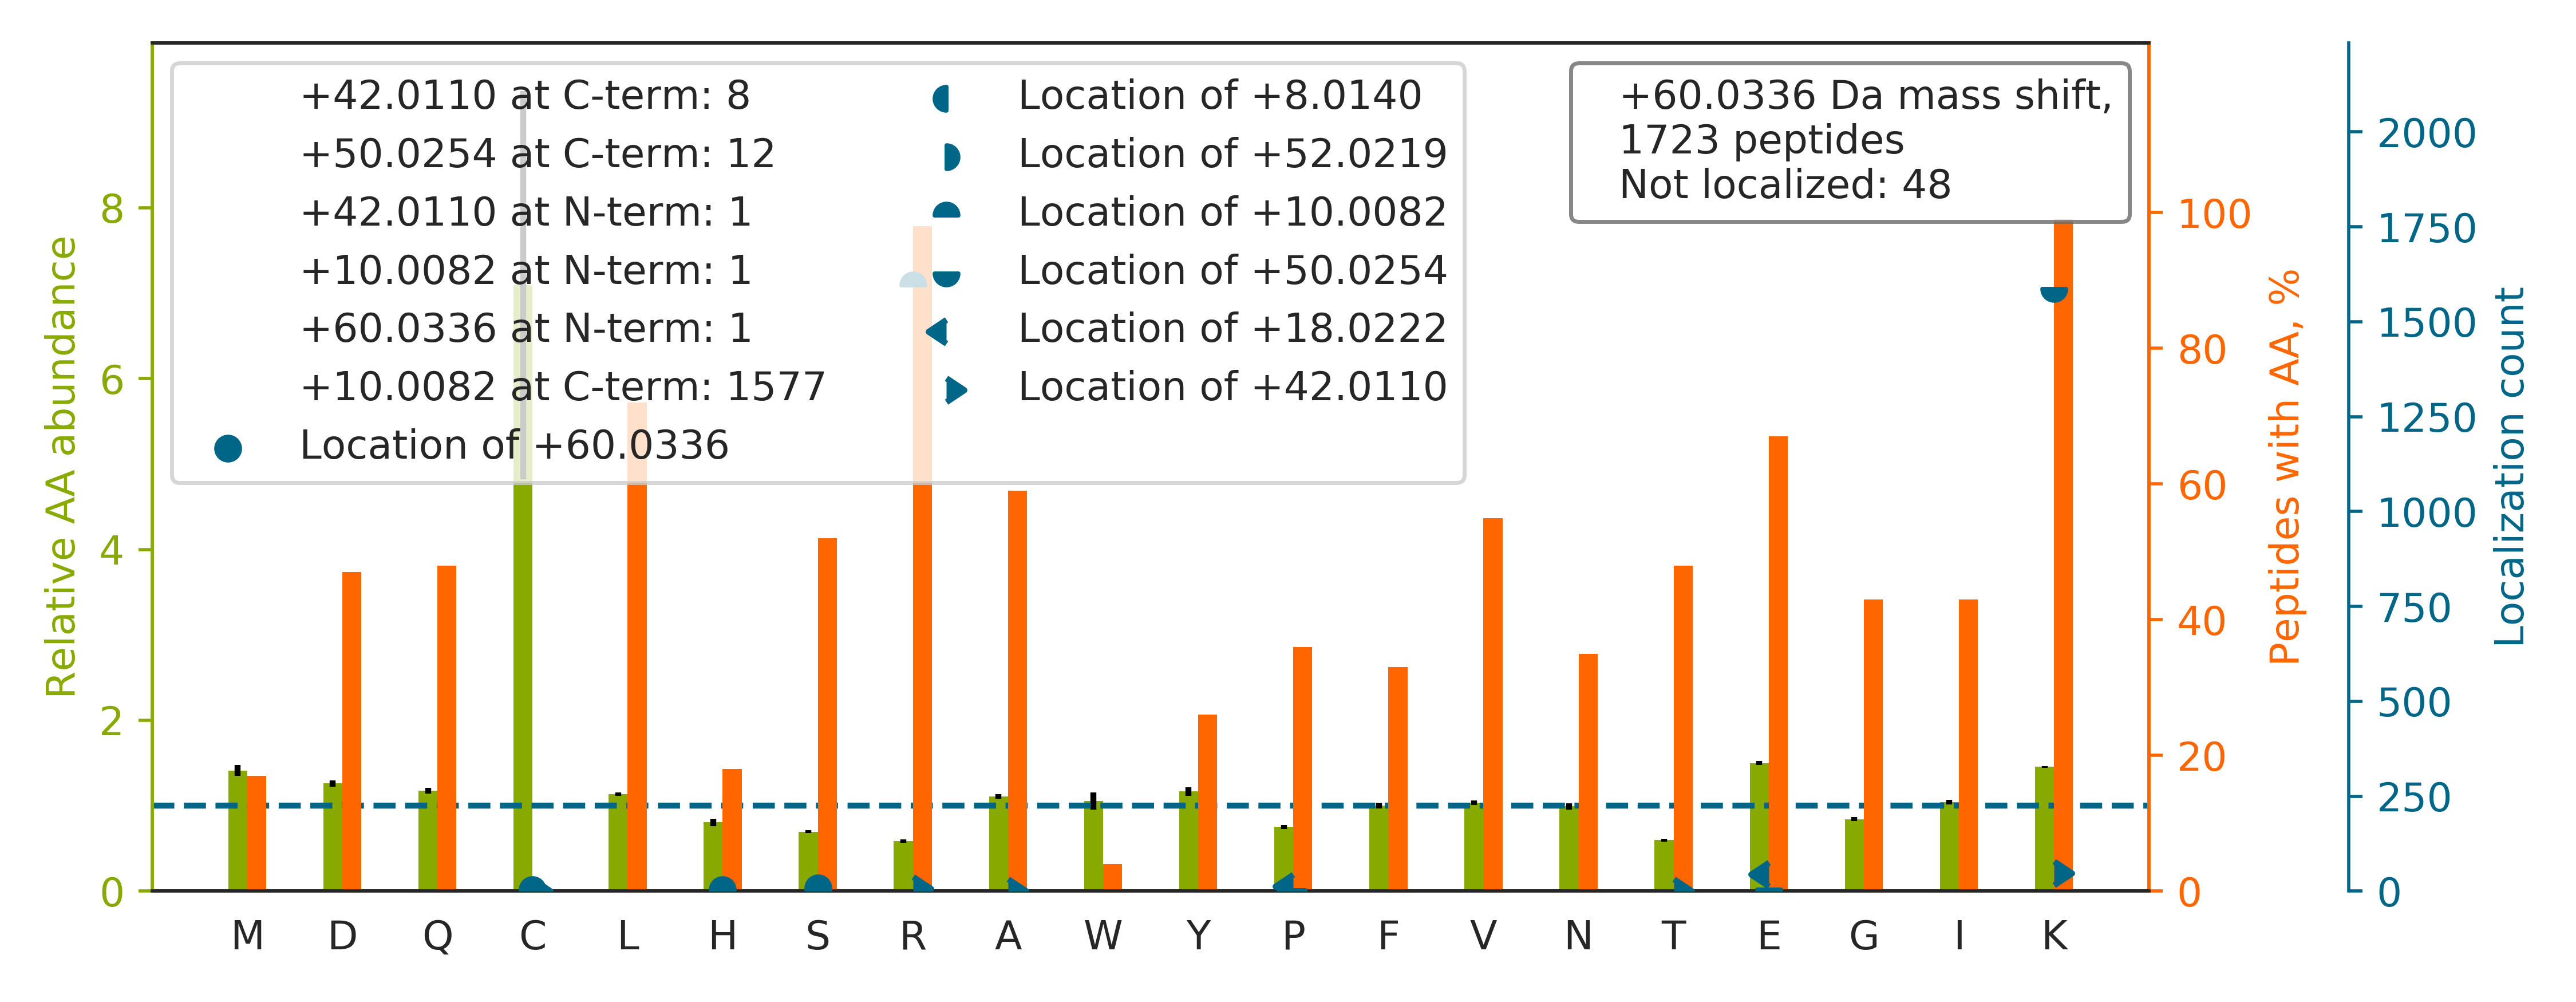 +42.0110 at C-term: 8
+50.0254 at C-term: 12
+42.0110 at N-term: 1
+10.0082 at N-term: 1
+60.0336 at N-term: 1
+10.0082 at C-term: 1577
Location of +60.0336
Location of +8.0140
Location of +52.0219
Location of +10.0082
Location of +50.0254
Location of +18.0222
Location of +42.0110
+60.0336 Da mass shift,
1723 peptides
Not localized: 48
Relative AA abundance
8
6
4
2
0
M D Q C L H S R A W Y P F V N T E G I K
100
80
60
40
20
0
Peptides with AA, %
2000
1750
1500
1250
1000
750
500
250
0
Localization count